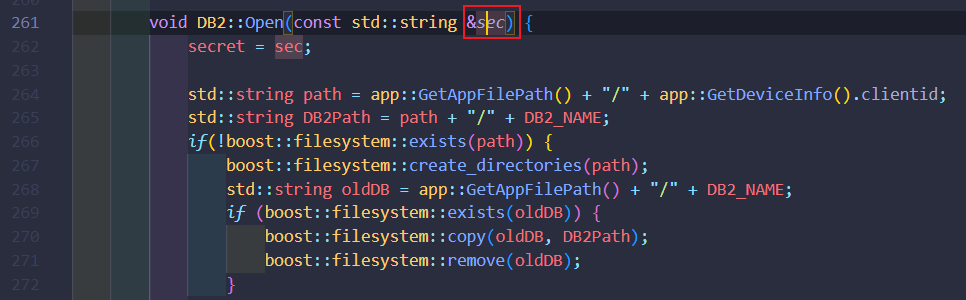 261 void DB2::Open(const std::string &sec) {
262 secret = sec;
263
264 std::string path = app::GetAppFilePath() + "/" + app::GetDeviceInfo().clientid;
265 std::string DB2Path = path + "/" + DB2_NAME;
266 if(!boost::filesystem::exists(path)) {
267 boost::filesystem::create_directories(path);
268 std::string oldDB = app::GetAppFilePath() + "/" + DB2_NAME;
269 if (boost::filesystem::exists(oldDB)) {
270 boost::filesystem::copy(oldDB, DB2Path);
271 boost::filesystem::remove(oldDB);
272 }